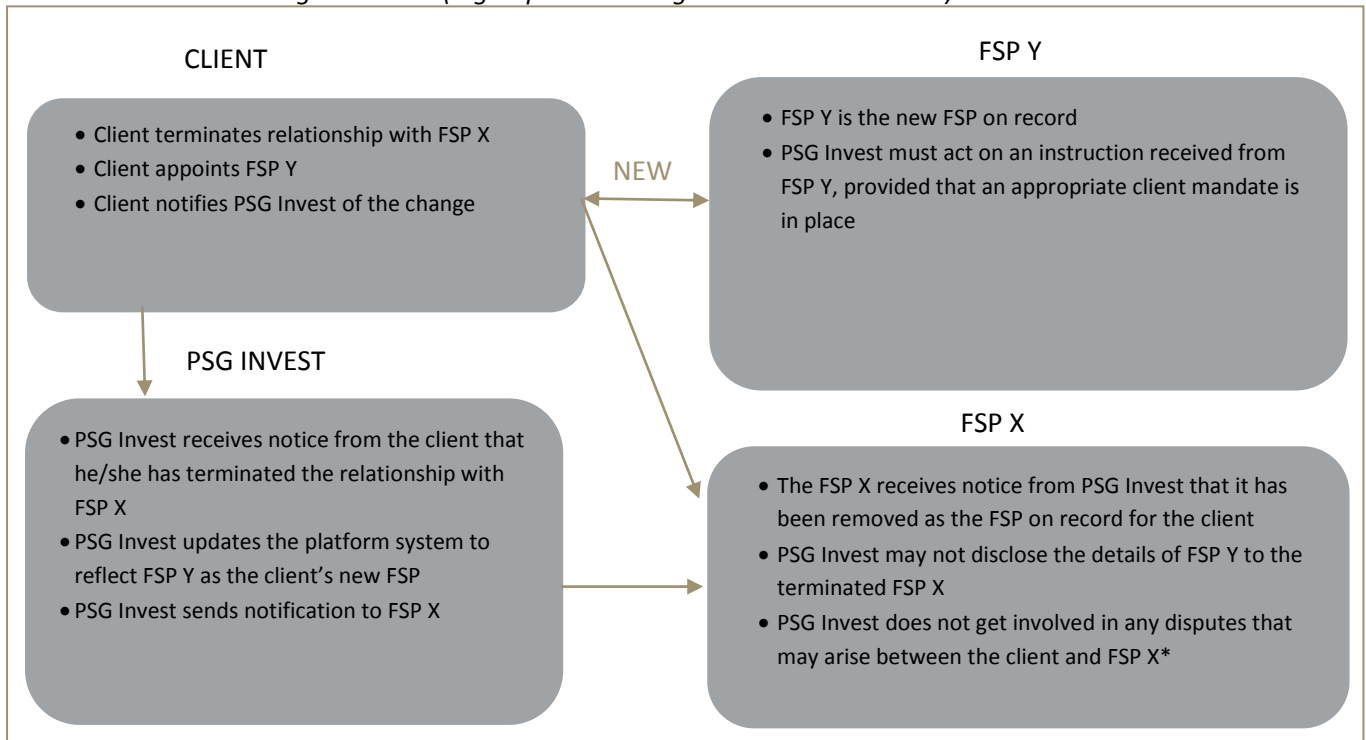 CLIENT
• Client terminates relationship with FSP X
• Client appoints FSP Y
• Client notifies PSG Invest of the change
NEW
FSP Y
• FSP Y is the new FSP on record
• PSG Invest must act on an instruction received from
FSP Y, provided that an appropriate client mandate is
in place
PSG INVEST
• PSG Invest receives notice from the client that
he/she has terminated the relationship with
FSP X
• PSG Invest updates the platform system to
reflect FSP Y as the client's new FSP
• PSG Invest sends notification to FSP X
FSP X
• The FSP X receives notice from PSG Invest that it has
been removed as the FSP on record for the client
• PSG Invest may not disclose the details of FSP Y to the
terminated FSP X
• PSG Invest does not get involved in any disputes that
may arise between the client and FSP X*